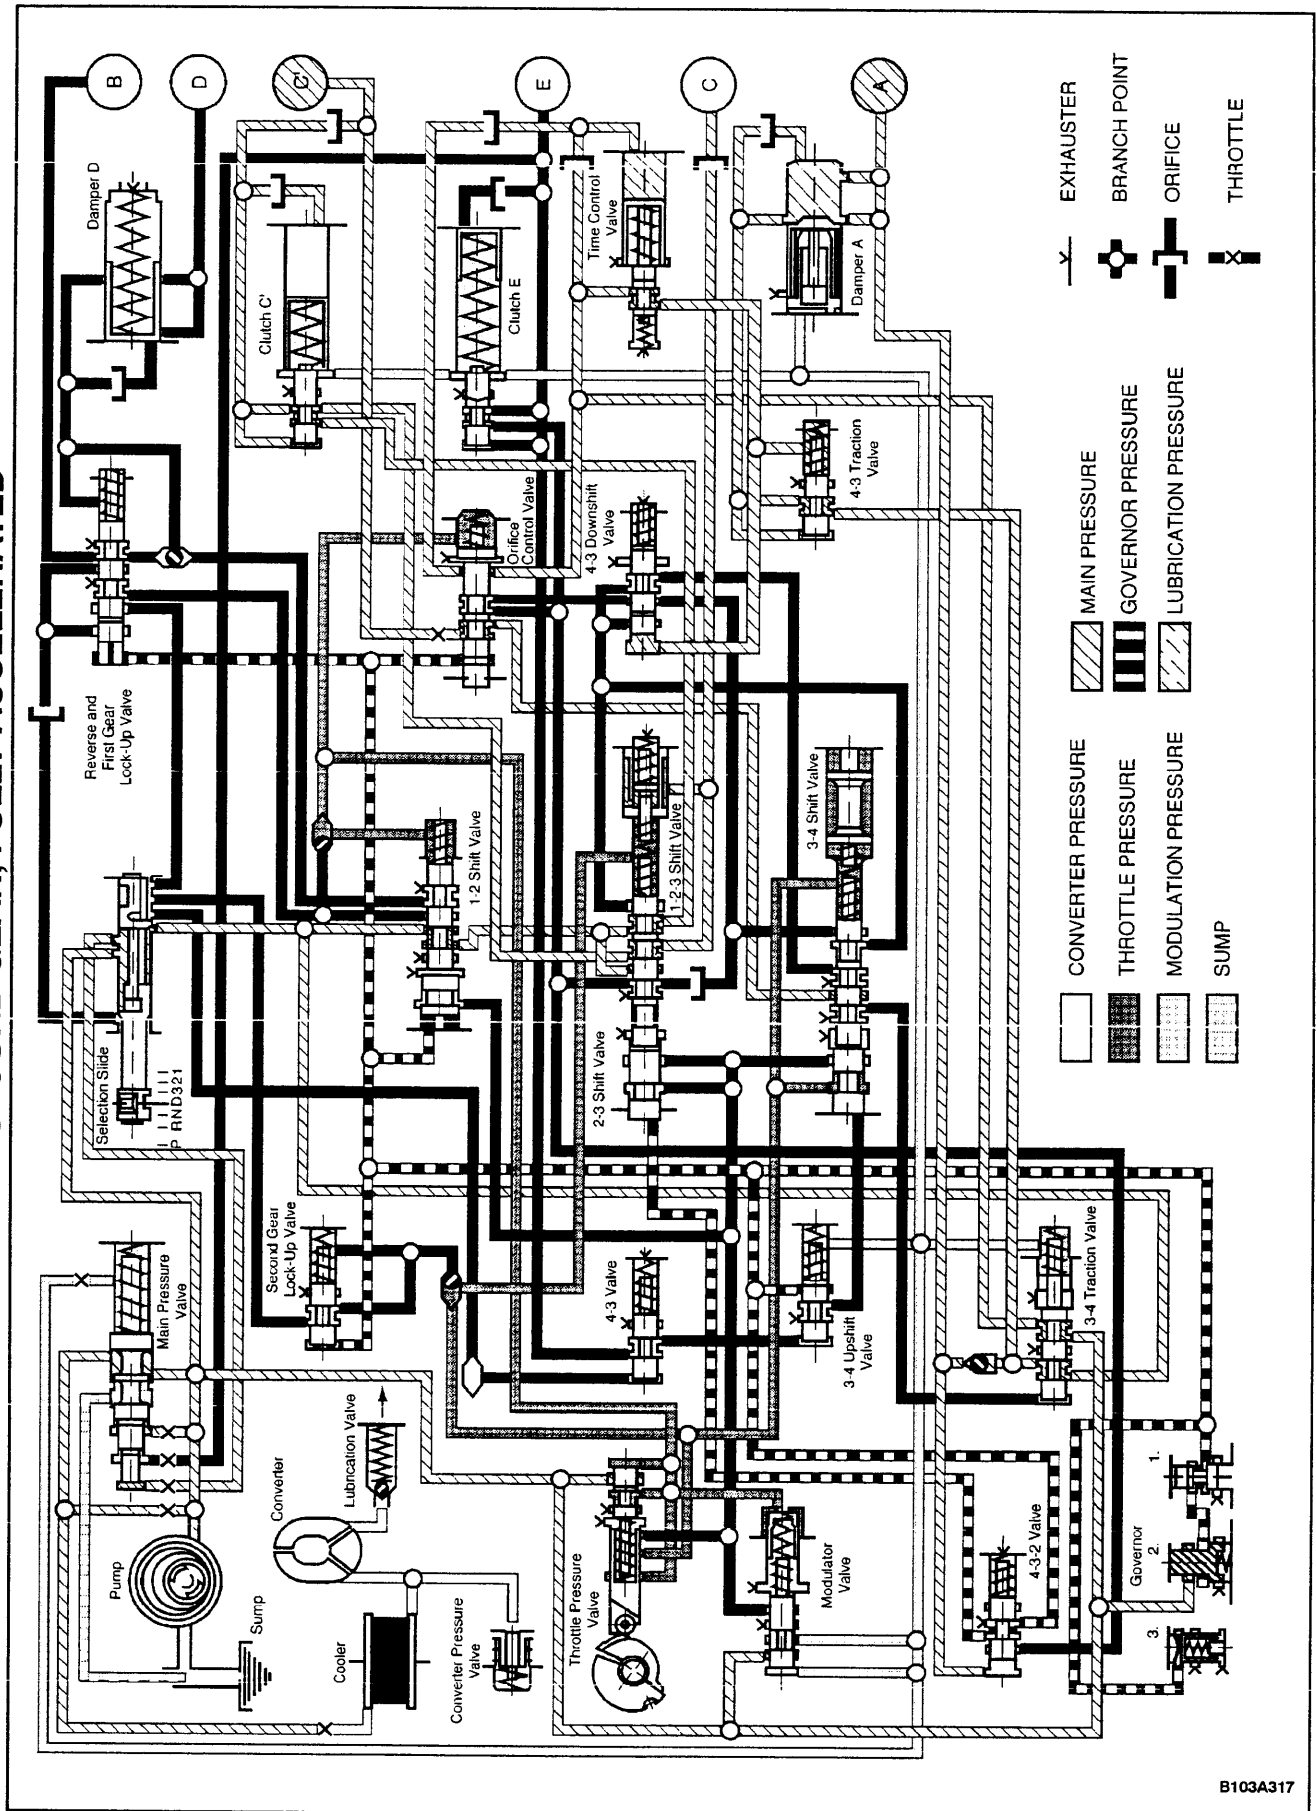 B
D
C'
E
C
A
Damper D
Clutch C'
Clutch E
Time Control
Valve
Damper A
Reverse and
First Gear
Lock-Up Valve
Orifice
Control Valve
4-3 Downshift
Valve
4-3 Traction
Valve
Selection Slide
P RND321
1-2 Shift Valve
1-2-3 Shift Valve
2-3 Shift Valve
3-4 Shift Valve
Main Pressure
Valve
Second Gear
Lock-Up Valve
4-3 Valve
3-4 Upshift
Valve
3-4 Traction Valve
Pump
Sump
Converter
Lubrication Valve
Cooler
Converter Pressure
Valve
Throttle Pressure
Valve
Modulator
Valve
4-3-2 Valve
Governor
1.
2.
3.
CONVERTER PRESSURE
THROTTLE PRESSURE
MODULATION PRESSURE
SUMP
MAIN PRESSURE
GOVERNOR PRESSURE
LUBRICATION PRESSURE
EXHAUSTER
BRANCH POINT
ORIFICE
THROTTLE
B103A317